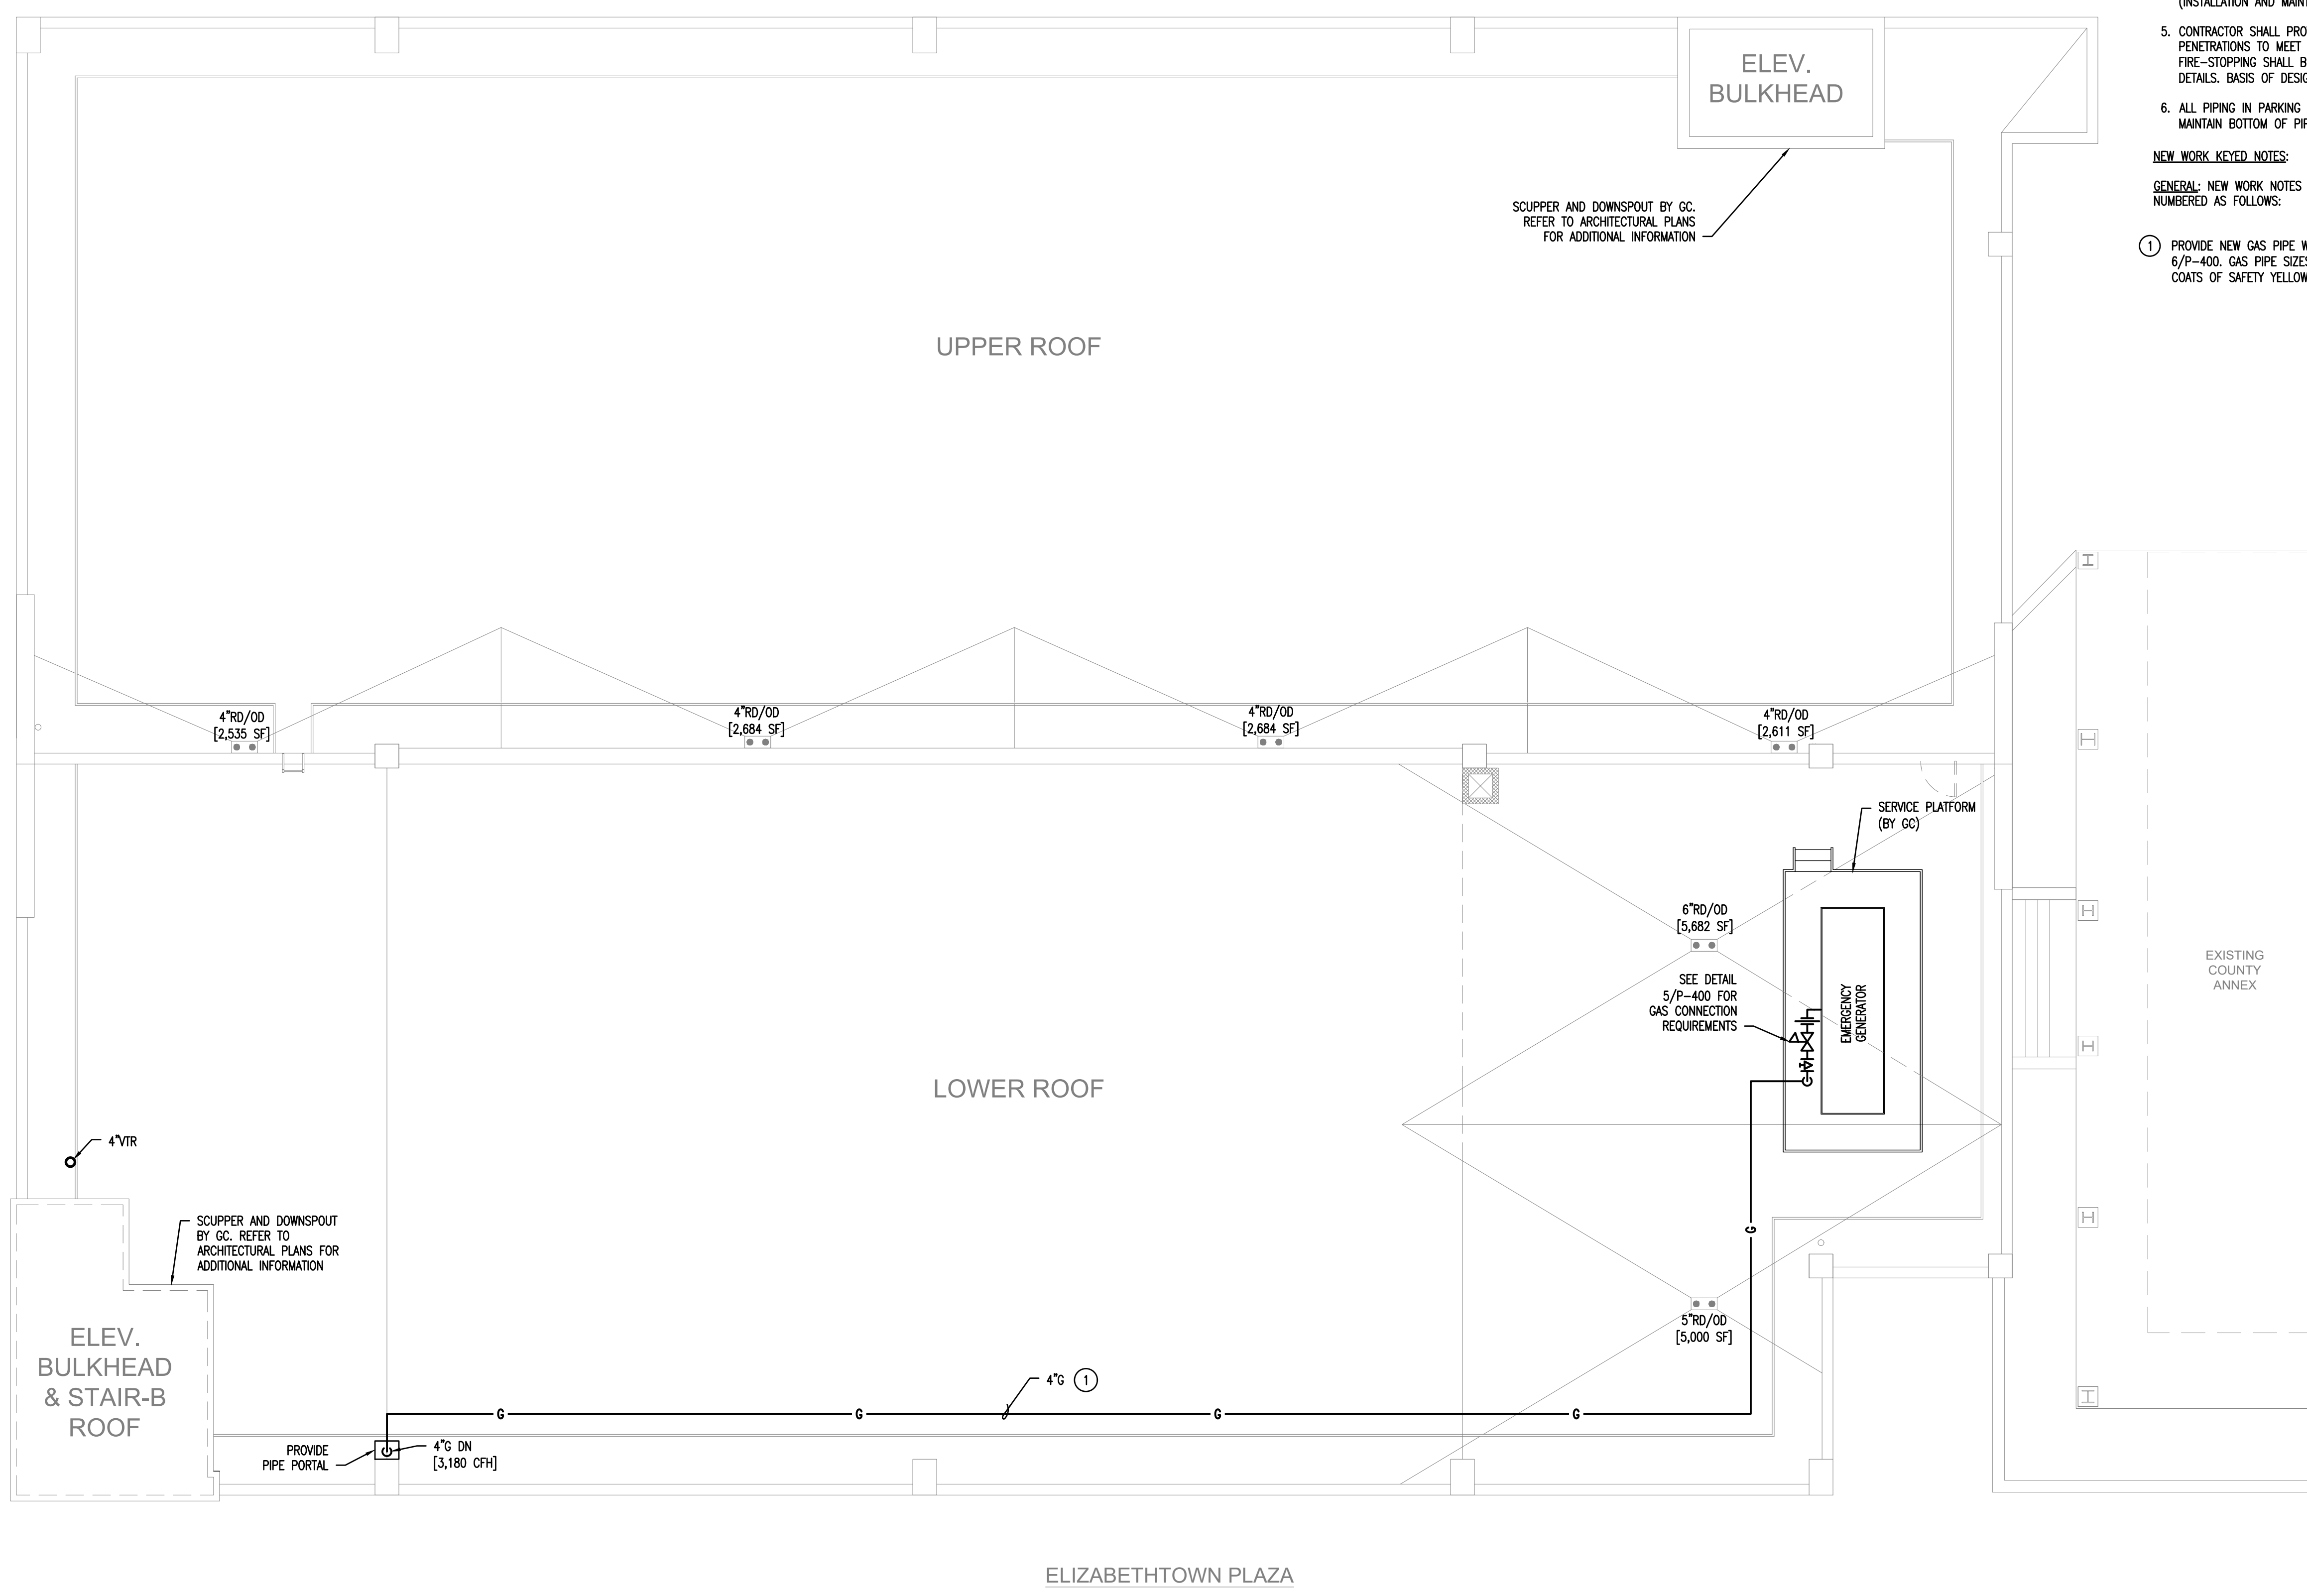 ELEV.
BULKHEAD
SCUPPER AND DOWNSPOUT BY GC.
REFER TO ARCHITECTURAL PLANS
FOR ADDITIONAL INFORMATION
UPPER ROOF
4"RD/OD
[2,535 SF]
4"RD/OD
[2,684 SF]
4"RD/OD
[2,684 SF]
4"RD/OD
[2,611 SF]
SERVICE PLATFORM
(BY GC)
6"RD/OD
[5,682 SF]
SEE DETAIL
5/P-400 FOR
GAS CONNECTION
REQUIREMENTS
EMERGENCY
GENERATOR
LOWER ROOF
4"VTR
SCUPPER AND DOWNSPOUT
BY GC. REFER TO
ARCHITECTURAL PLANS FOR
ADDITIONAL INFORMATION
G
5"RD/OD
[5,000 SF]
ELEV.
BULKHEAD
& STAIR-B
ROOF
4"G 1
G
G
G
G
PROVIDE
PIPE PORTAL
4"G DN
[3,180 CFH]
ELIZABETHTOWN PLAZA
EXISTING
COUNTY
ANNEX
(INSTALLATION AND
5. CONTRACTOR SHALL
PENETRATIONS TO MEET
FIRE-STOPPING SHALL
DETAILS. BASIS OF
6. ALL PIPING IN PARKING
MAINTAIN BOTTOM OF
NEW WORK KEYED NOTES:
GENERAL: NEW WORK NOTES
NUMBERED AS FOLLOWS:
1 PROVIDE NEW GAS PIPE
6/P-400. GAS PIPE
COATS OF SAFETY